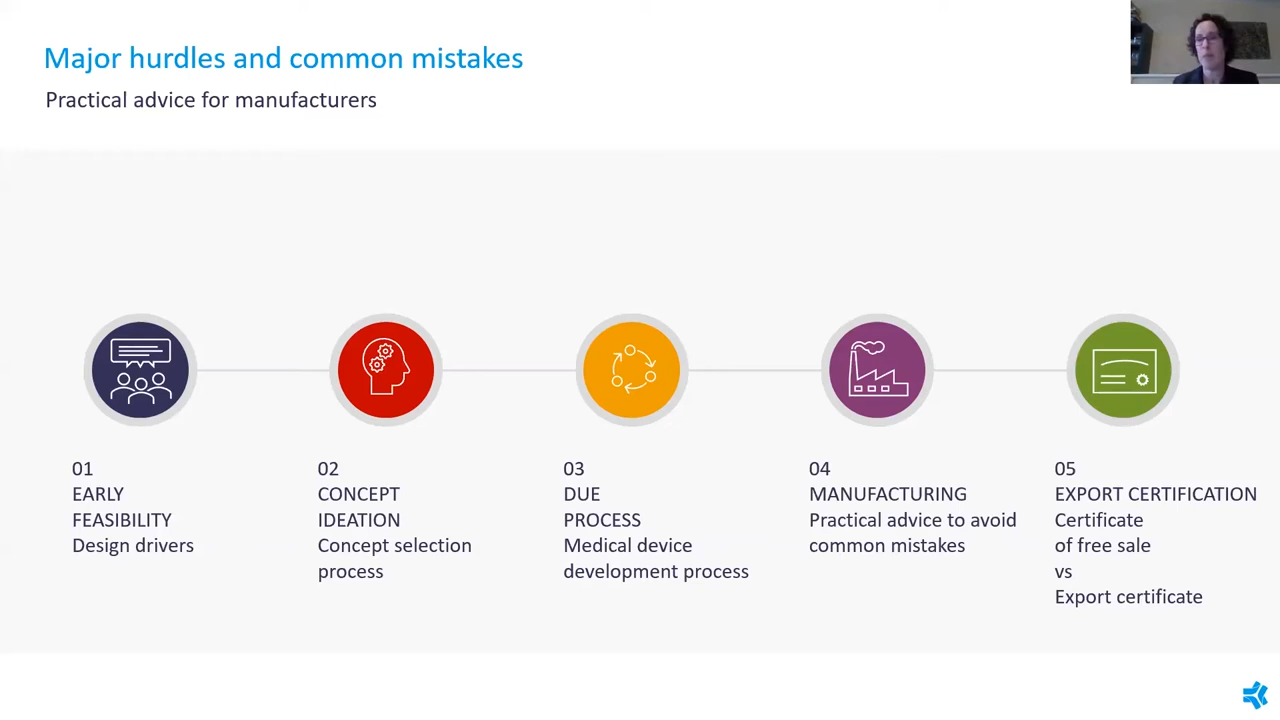 Major hurdles and common mistakes
Practical advice for manufacturers
01
EARLY
FEASIBILITY
Design drivers
02
CONCEPT
IDEATION
Concept selection
process
03
DUE
PROCESS
Medical device
development process
04
MANUFACTURING
Practical advice to avoid
common mistakes
05
EXPORT CERTIFICATION
Certificate
of free sale
vs
Export certificate